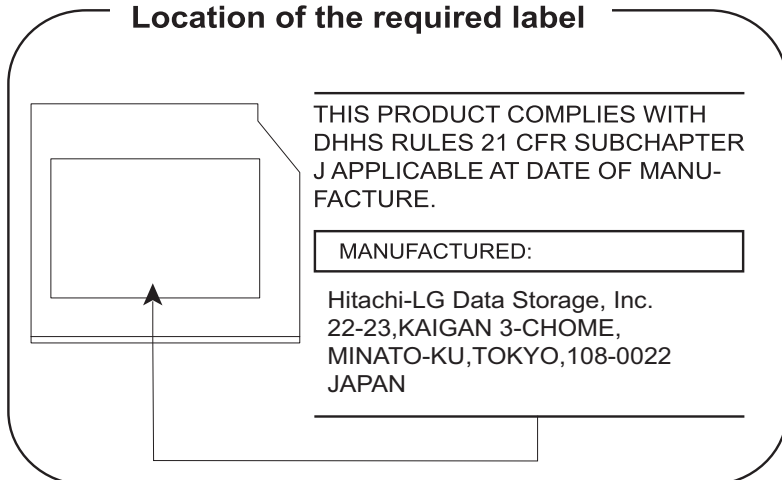 Location of the required label
THIS PRODUCT COMPLIES WITH
DHHS RULES 21 CFR SUBCHAPTER
J APPLICABLE AT DATE OF MANU-
FACTURE.
MANUFACTURED:
Hitachi-LG Data Storage, Inc.
22-23,KAIGAN 3-CHOME,
MINATO-KU,TOKYO,108-0022
JAPAN